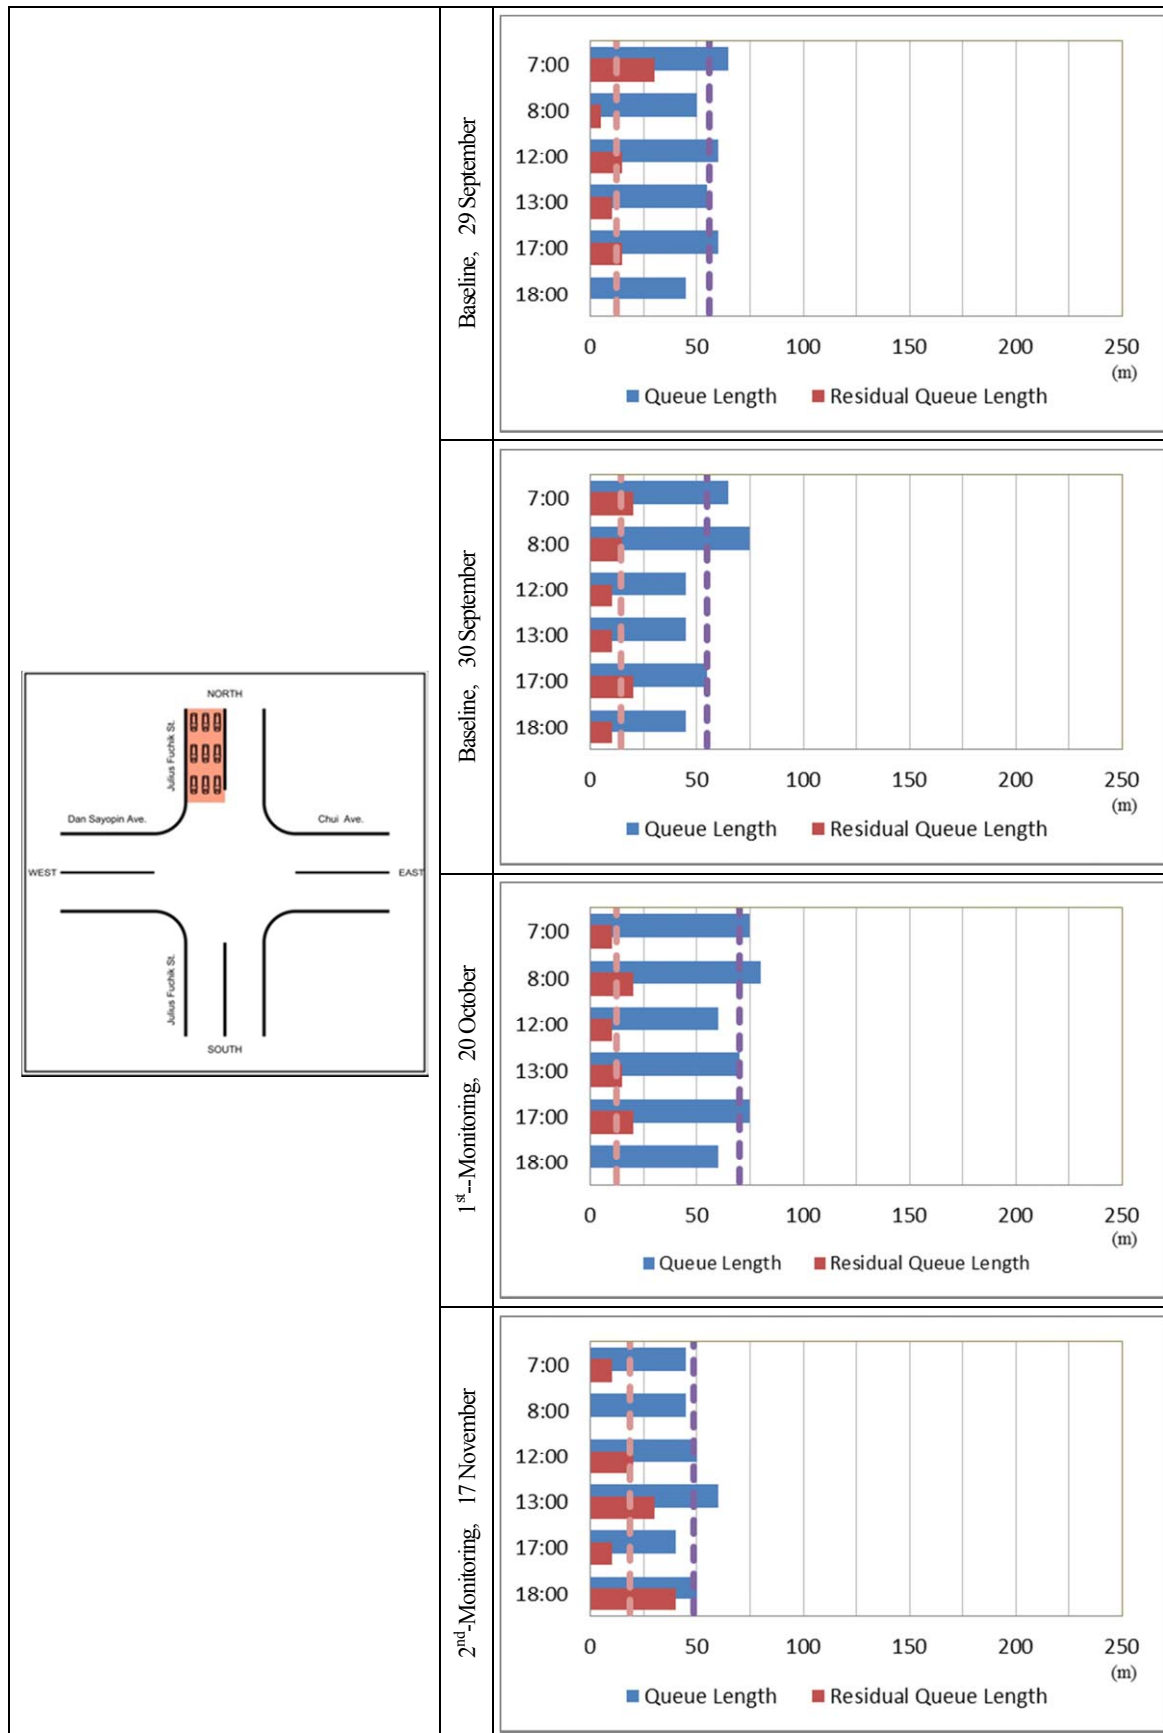 NORTH
Julius Fuchik St.
Dan Sayopin Ave.
Chui Ave.
WEST
EAST
Julius Fuchik St.
SOUTH
Baseline, 29 September
7:00
8:00
12:00
13:00
17:00
18:00
0 50 100 150 200 250
(m)
Queue Length Residual Queue Length
Baseline, 30 September
7:00
8:00
12:00
13:00
17:00
18:00
0 50 100 150 200 250
(m)
Queue Length Residual Queue Length
1st--Monitoring, 20 October
7:00
8:00
12:00
13:00
17:00
18:00
0 50 100 150 200 250
(m)
Queue Length Residual Queue Length
2nd-Monitoring, 17 November
7:00
8:00
12:00
13:00
17:00
18:00
0 50 100 150 200 250
(m)
Queue Length Residual Queue Length